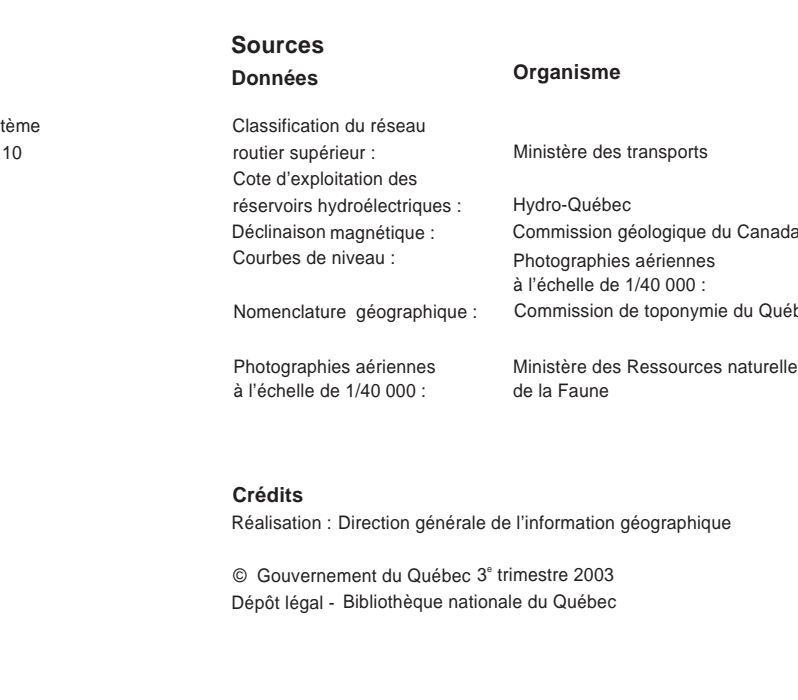 Sources
Données Organisme
tème
10
Classification du réseau
routier supérieur : Ministère des transports
Cote d'exploitation des
réservoirs hydroélectriques : Hydro-Québec
Déclinaison magnétique : Commission géologique du Canada
Courbes de niveau : Photographies aériennes
à l'échelle de 1/40 000 :
Nomenclature géographique : Commission de toponymie du Québ
Photographies aériennes Ministère des Ressources naturelle
à l'échelle de 1/40 000 : de la Faune
Crédits
Réalisation : Direction générale de l'information géographique
© Gouvernement du Québec 3e trimestre 2003
Dépôt légal - Bibliothèque nationale du Québec